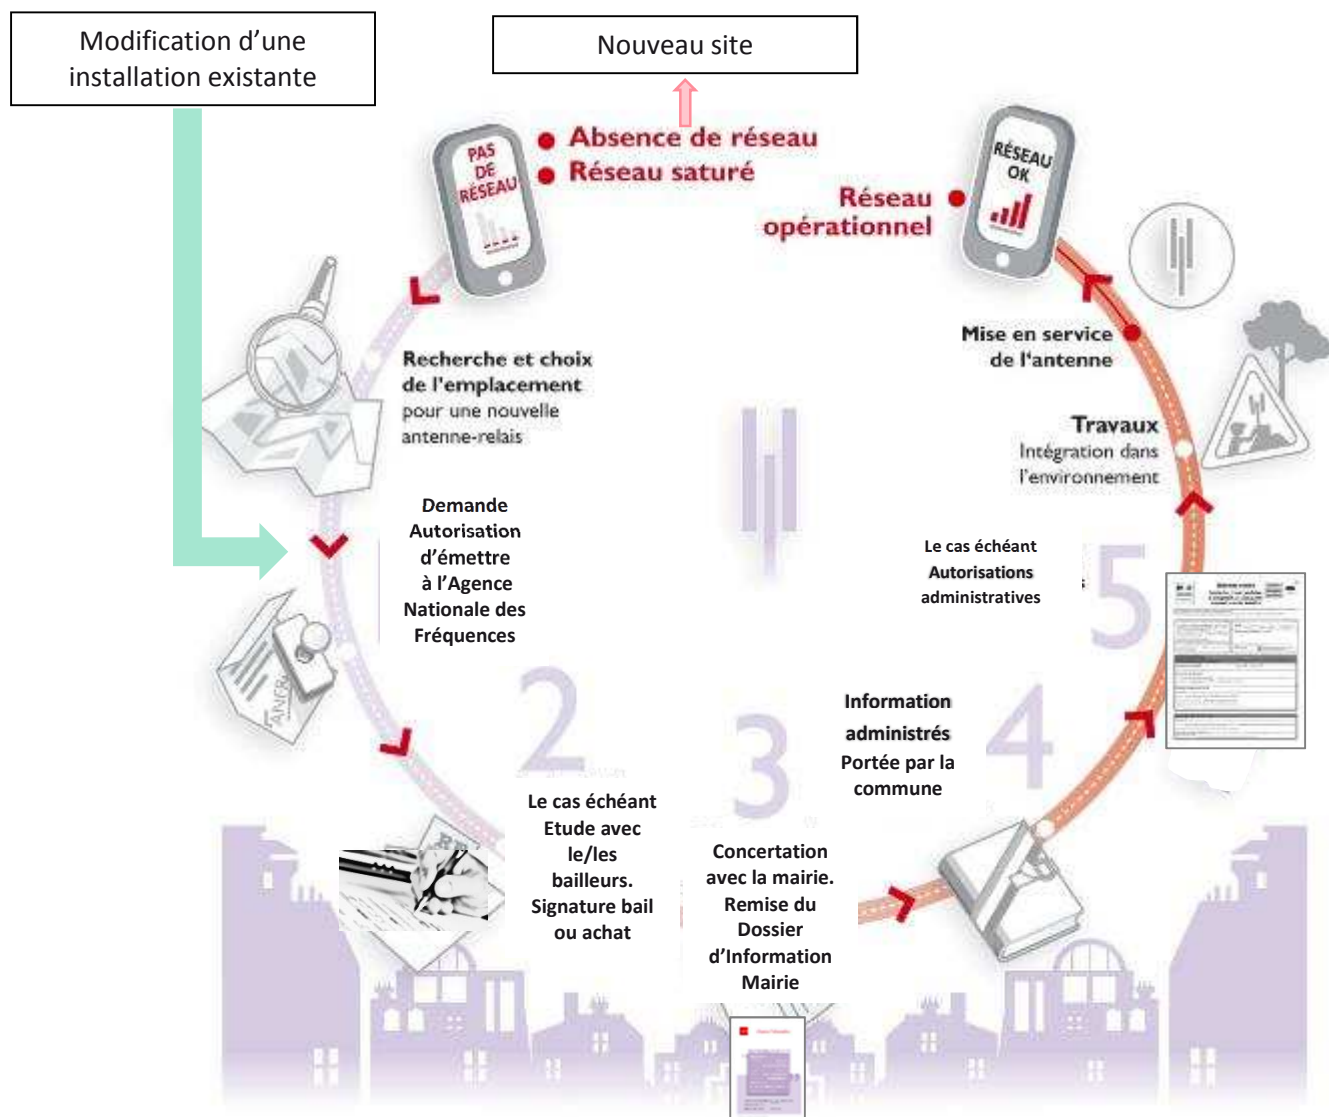 Modification d’une
installation existante
Nouveau site
Absence de réseau
Réseau saturé
PAS
DE
RÉSEAU
RÉSEAU
OK
Réseau
opérationnel
Recherche et choix
de l'emplacement
pour une nouvelle
antenne-relais
Mise en service
de l'antenne
Travaux
Intégration dans
l'environnement
Demande
Autorisation
d’émettre
à l’Agence
Nationale des
Fréquences
ANFR
Le cas échéant
Autorisations
administratives
5
2
Le cas échéant
Etude avec
le/les
bailleurs.
Signature bail
ou achat
3
Concertation
avec la mairie.
Remise du
Dossier
d’Information
Mairie
4
Information
administrés
Portée par la
commune